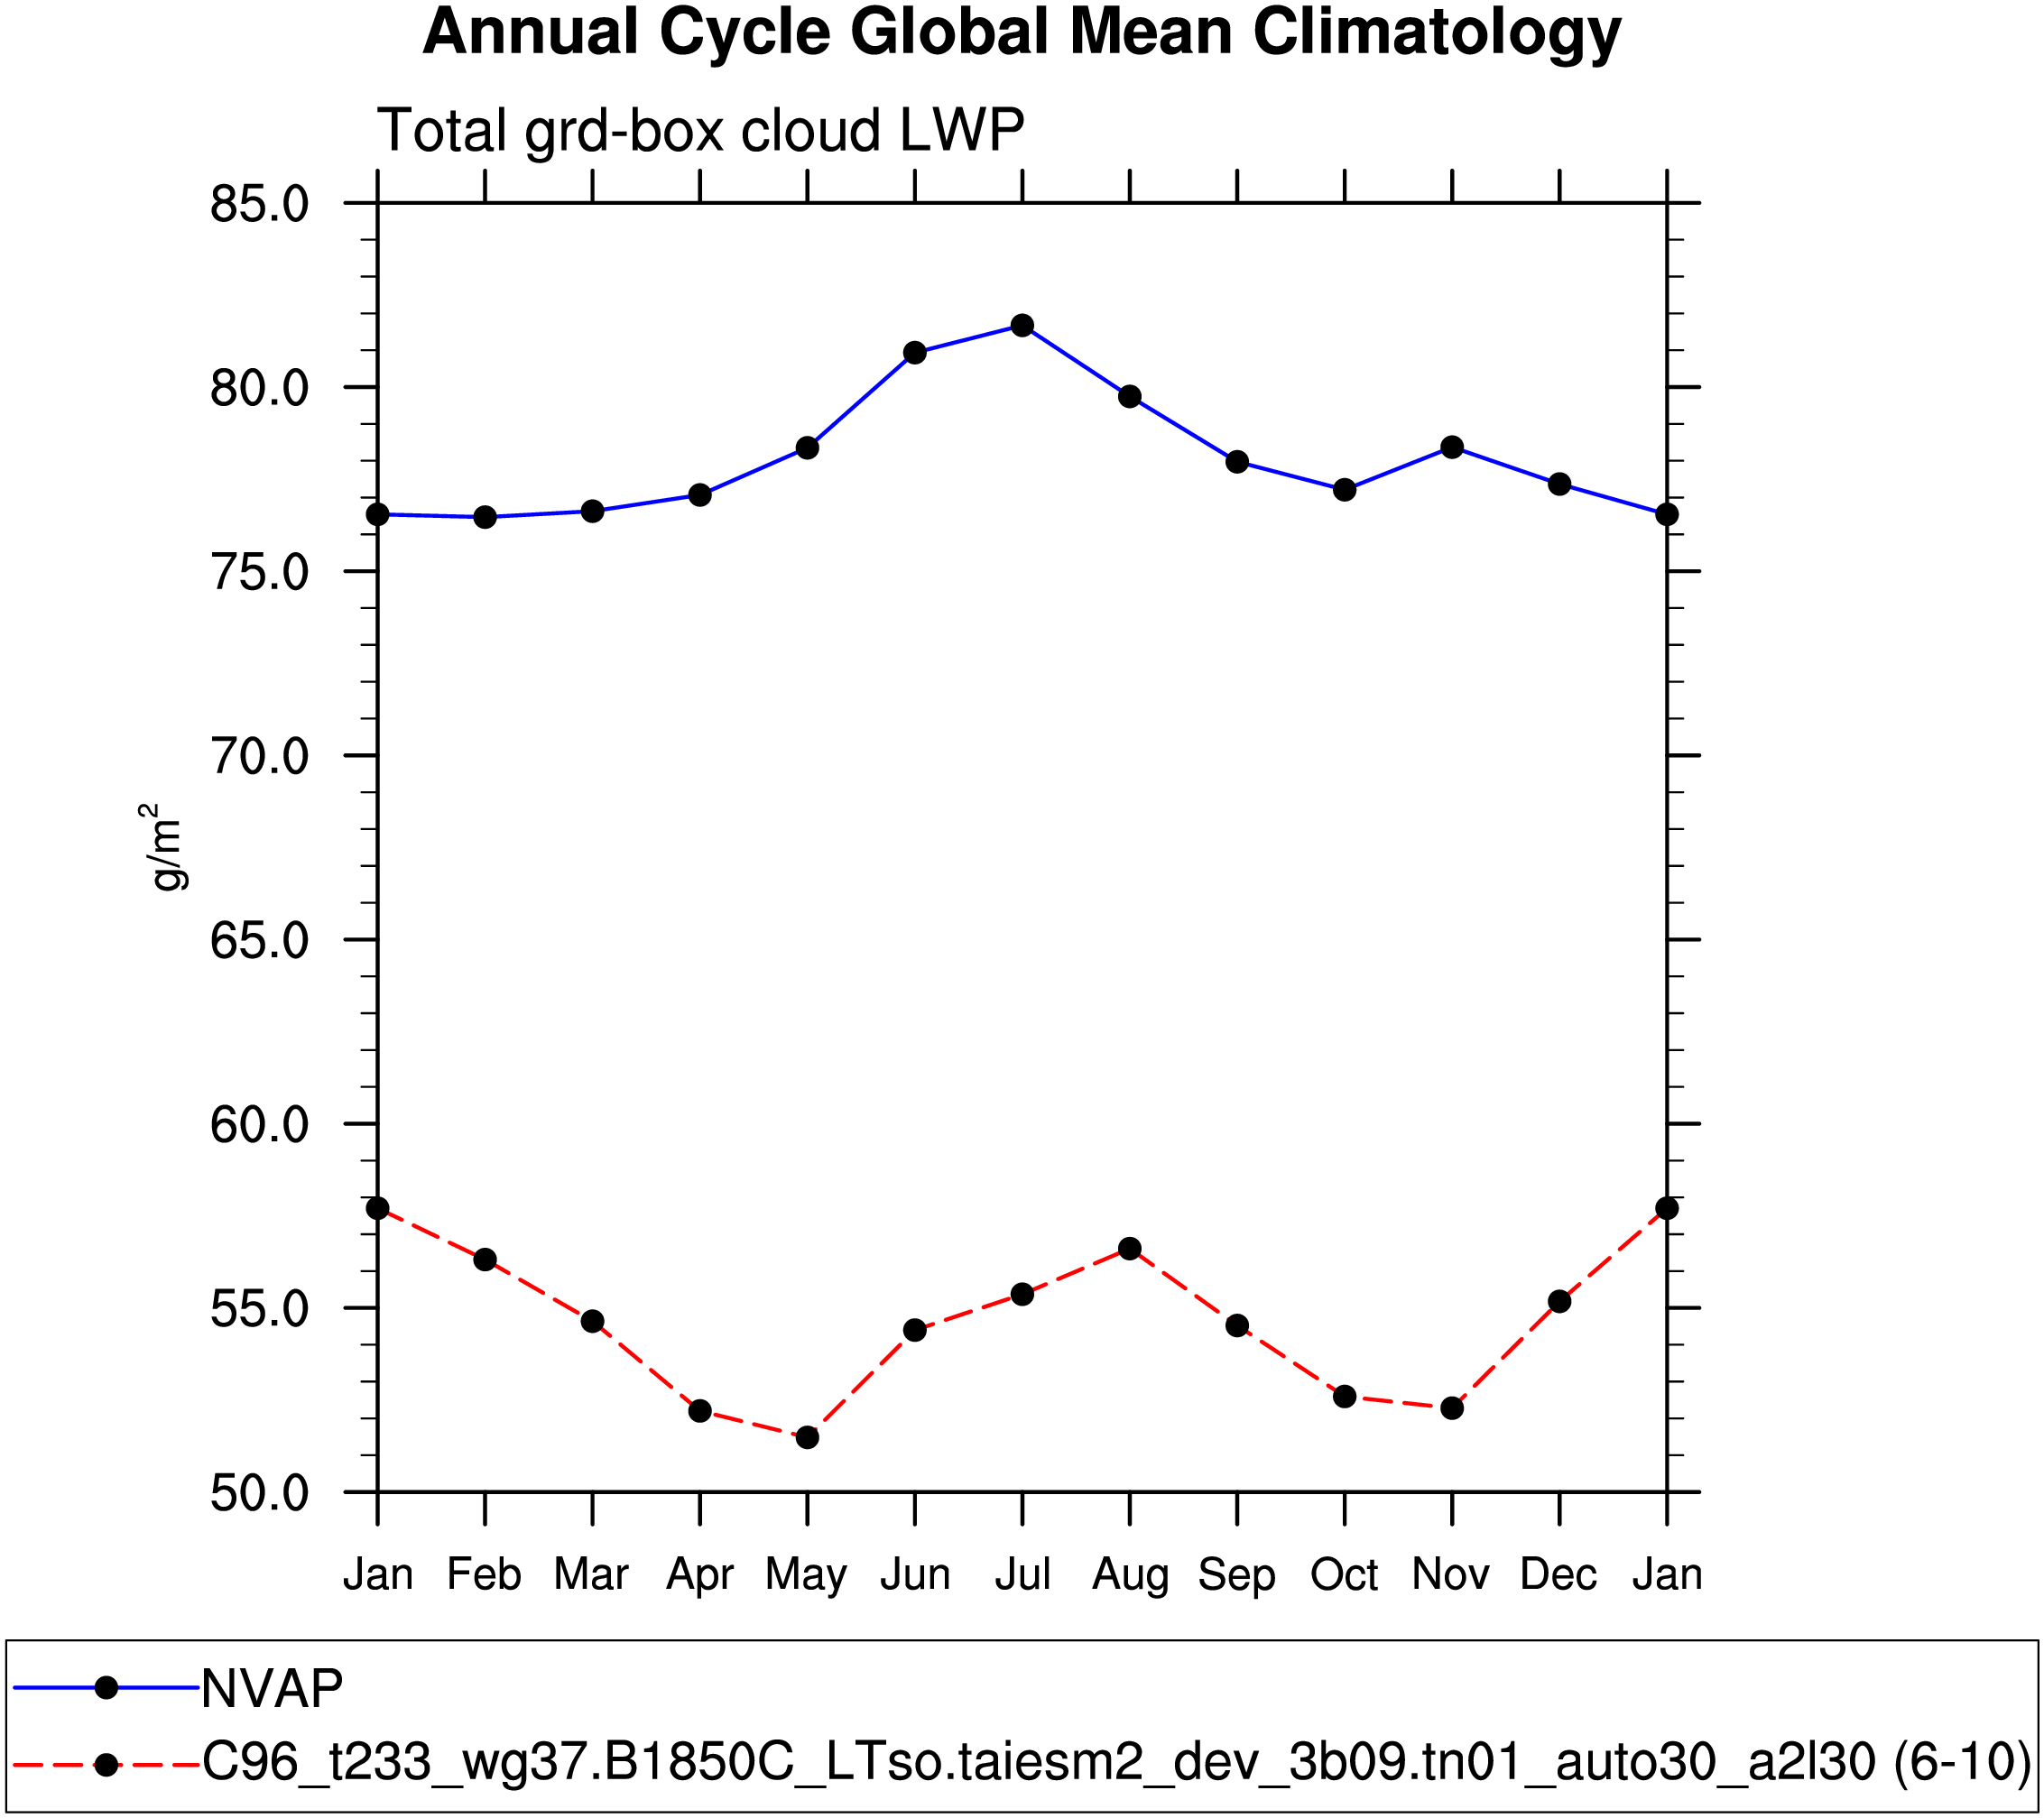 Annual Cycle Global Mean Climatology
Total grd-box cloud LWP
85.0
80.0
75.0
70.0
65.0
60.0
55.0
50.0
g/m²
Jan Feb Mar Apr May Jun Jul Aug Sep Oct Nov Dec Jan
NVAP
C96_t233_wg37.B1850C_LTso.taiesm2_dev_3b09.tn01_auto30_a2l30 (6-10)